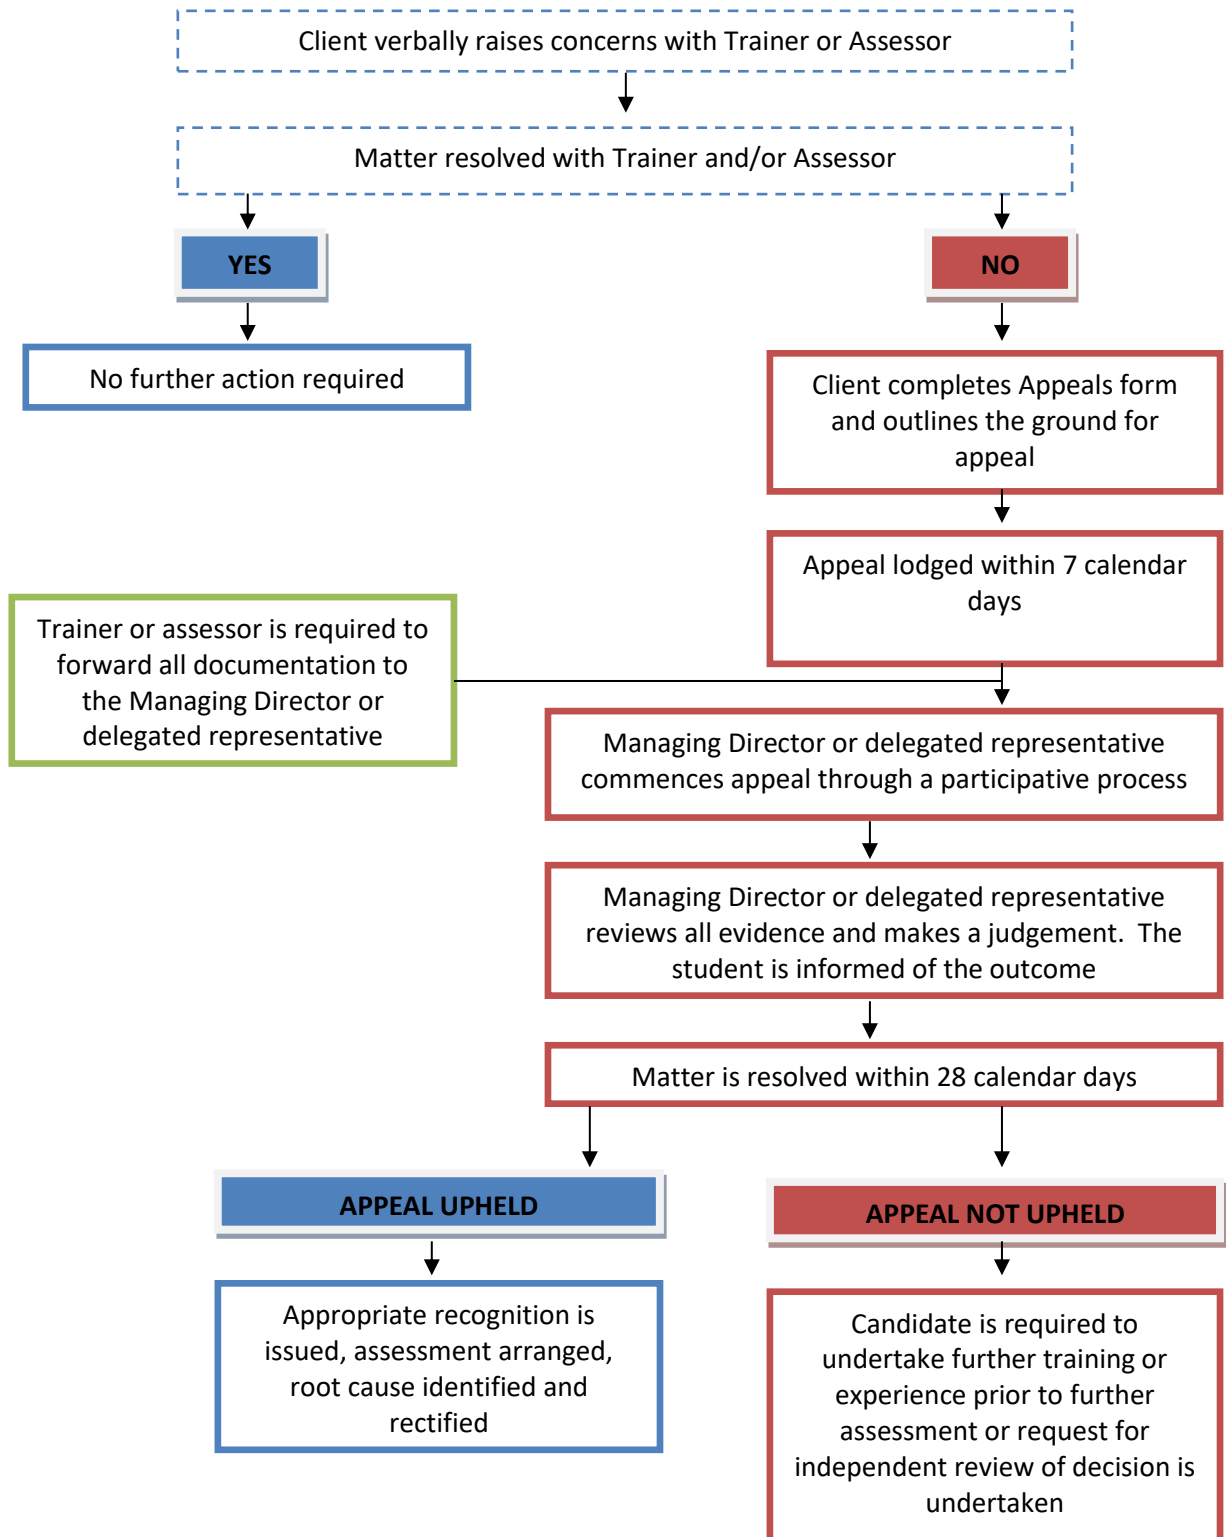 Client verbally raises concerns with Trainer or Assessor
Matter resolved with Trainer and/or Assessor
YES
NO
No further action required
Client completes Appeals form
and outlines the ground for
appeal
Appeal lodged within 7 calendar
days
Trainer or assessor is required to
forward all documentation to
the Managing Director or
delegated representative
Managing Director or delegated representative
commences appeal through a participative process
Managing Director or delegated representative
reviews all evidence and makes a judgement.  The
student is informed of the outcome
Matter is resolved within 28 calendar days
APPEAL UPHELD
APPEAL NOT UPHELD
Appropriate recognition is
issued, assessment arranged,
root cause identified and
rectified
Candidate is required to
undertake further training or
experience prior to further
assessment or request for
independent review of decision is
undertaken